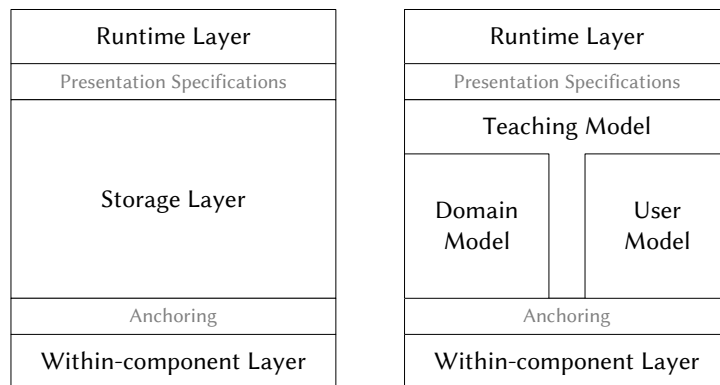 Runtime Layer
Presentation Specifications
Storage Layer
Anchoring
Within-component Layer
Runtime Layer
Presentation Specifications
Teaching Model
Domain
Model
User
Model
Anchoring
Within-component Layer